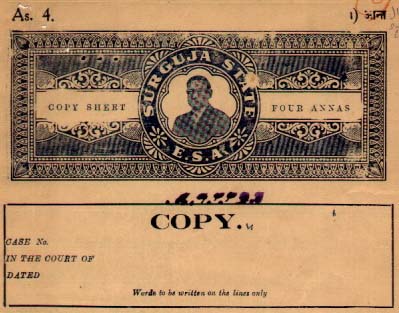 As. 4.
।) आना
SURGUJA STATE
COPY SHEET
FOUR ANNAS
E.S.A.
COPY.
CASE No.
IN THE COURT OF
DATED
Words to be written on the lines only